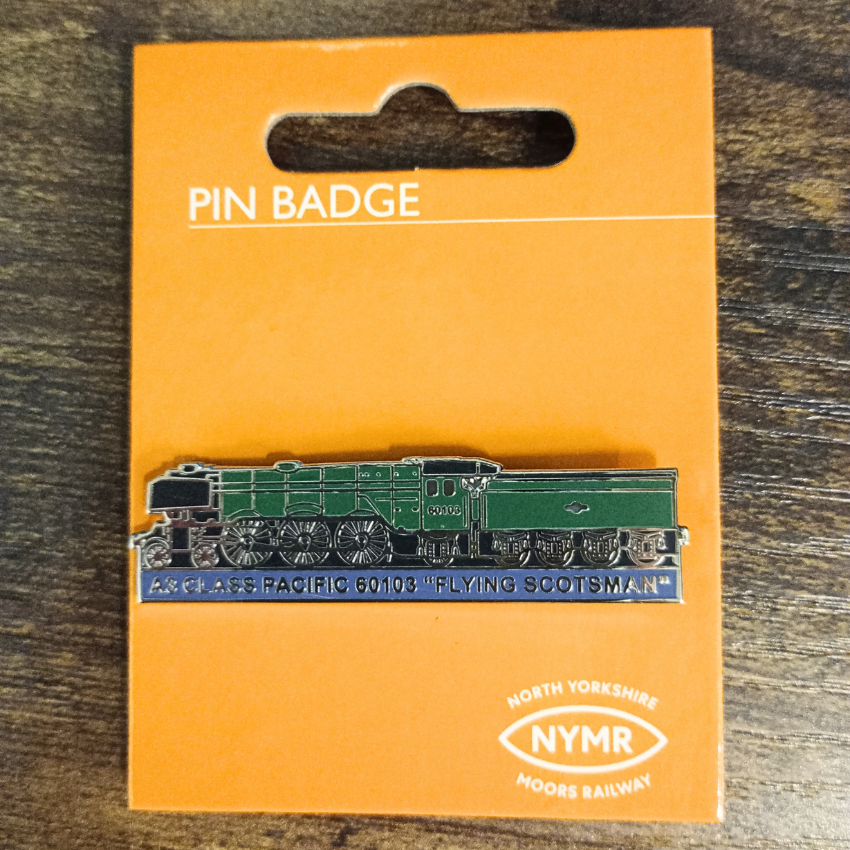 PIN BADGE
60103
A3 CLASS PACIFIC 60103 "FLYING SCOTSMAN"
NORTH YORKSHIRE
NYMR
MOORS RAILWAY